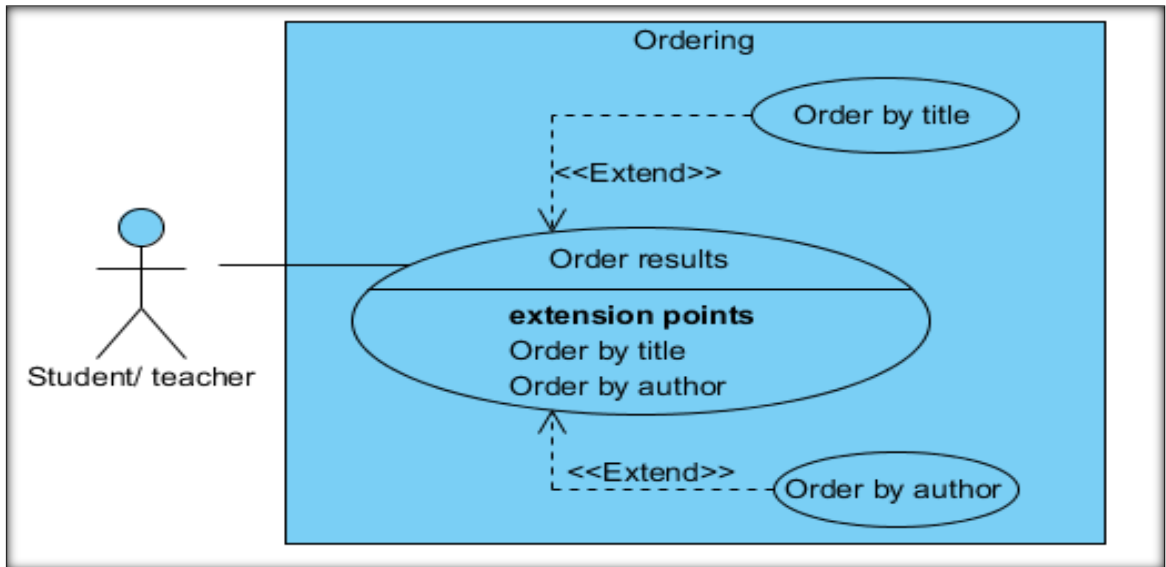 Ordering
Order by title
<<Extend>>
Order results
extension points
Order by title
Order by author
Student/ teacher
<<Extend>>
Order by author